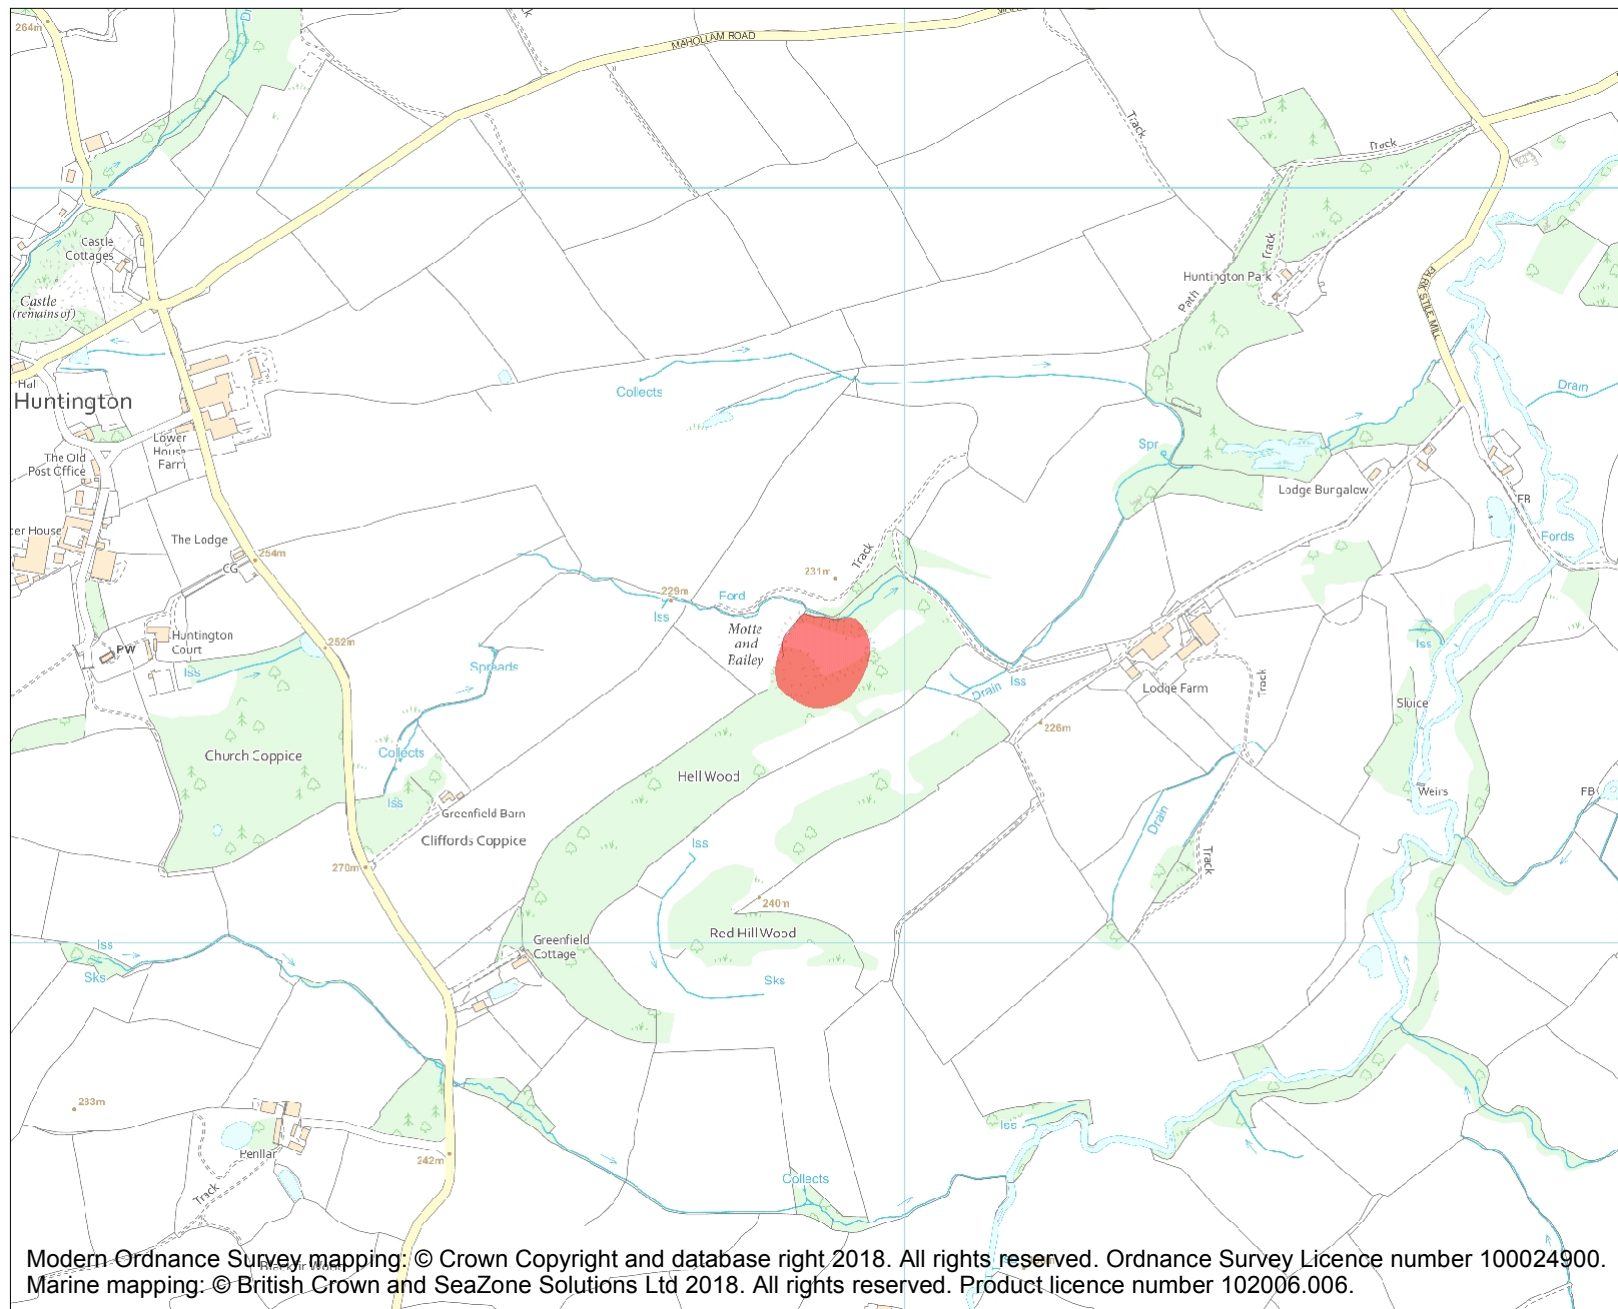 264m
MAHOLLAM ROAD
Track
Track
Castle
Cottages
Track
Huntington Park
Path
PARK STILE MILL
Castle
(remains of)
Hal
Huntington
Collects
Drain
Lower
House
Farm
The Old
Post Office
Spr
Lodge Bungalow
FB
The Lodge
254m
CG
Track
231m
Fords
229m
Iss
Ford
Motte
and
Bailey
Huntington
Court
PW
252m
Iss
Spreads
Iss
Drain
Iss
Lodge Farm
Track
Sluice
226m
Church Coppice
Collects
Hell Wood
Iss
Greenfield Barn
Cliffords Coppice
Weirs
FB
Drain
Iss
Track
270m
240m
Red Hill Wood
Greenfield
Cottage
Iss
Sks
Sks
283m
Iss
Penllan
242m
Track
Collects
Modern Ordnance Survey mapping: © Crown Copyright and database right 2018. All rights reserved. Ordnance Survey Licence number 100024900.
Marine mapping: © British Crown and SeaZone Solutions Ltd 2018. All rights reserved. Product licence number 102006.006.